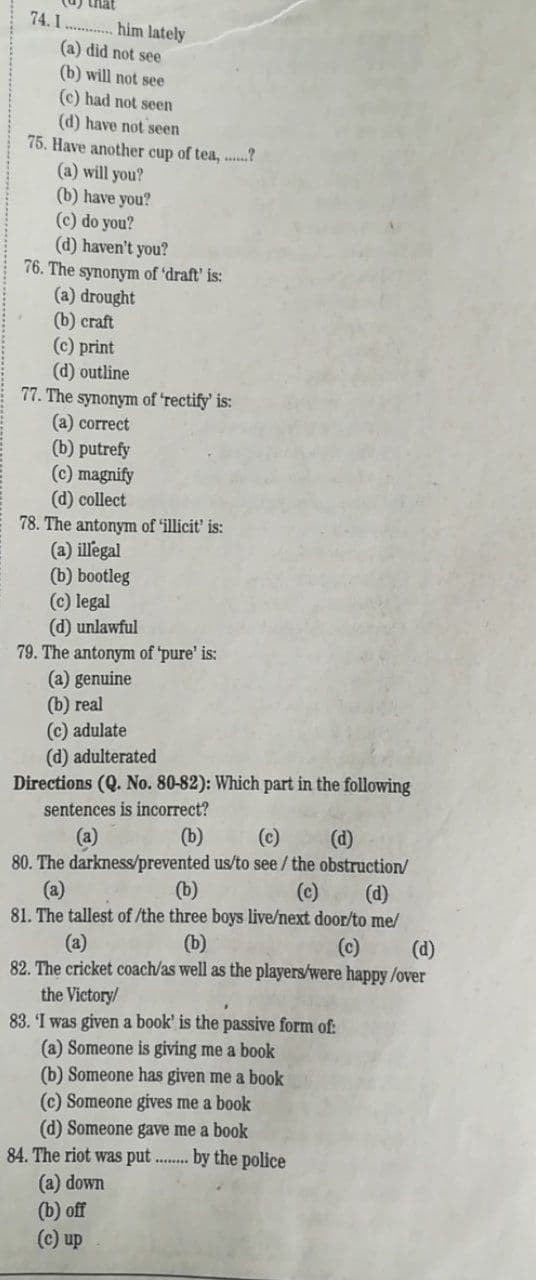 (d) that
74. I ........... him lately
(a) did not see
(b) will not see
(c) had not seen
(d) have not seen
75. Have another cup of tea, ......?
(a) will you?
(b) have you?
(c) do you?
(d) haven't you?
76. The synonym of 'draft' is:
(a) drought
(b) craft
(c) print
(d) outline
77. The synonym of 'rectify' is:
(a) correct
(b) putrefy
(c) magnify
(d) collect
78. The antonym of 'illicit' is:
(a) illegal
(b) bootleg
(c) legal
(d) unlawful
79. The antonym of 'pure' is:
(a) genuine
(b) real
(c) adulate
(d) adulterated
Directions (Q. No. 80-82): Which part in the following
sentences is incorrect?
(a) (b) (c) (d)
80. The darkness/prevented us/to see / the obstruction/
(a) (b) (c) (d)
81. The tallest of /the three boys live/next door/to me/
(a) (b) (c) (d)
82. The cricket coach/as well as the players/were happy /over
the Victory/
83. 'I was given a book' is the passive form of:
(a) Someone is giving me a book
(b) Someone has given me a book
(c) Someone gives me a book
(d) Someone gave me a book
84. The riot was put ........ by the police
(a) down
(b) off
(c) up